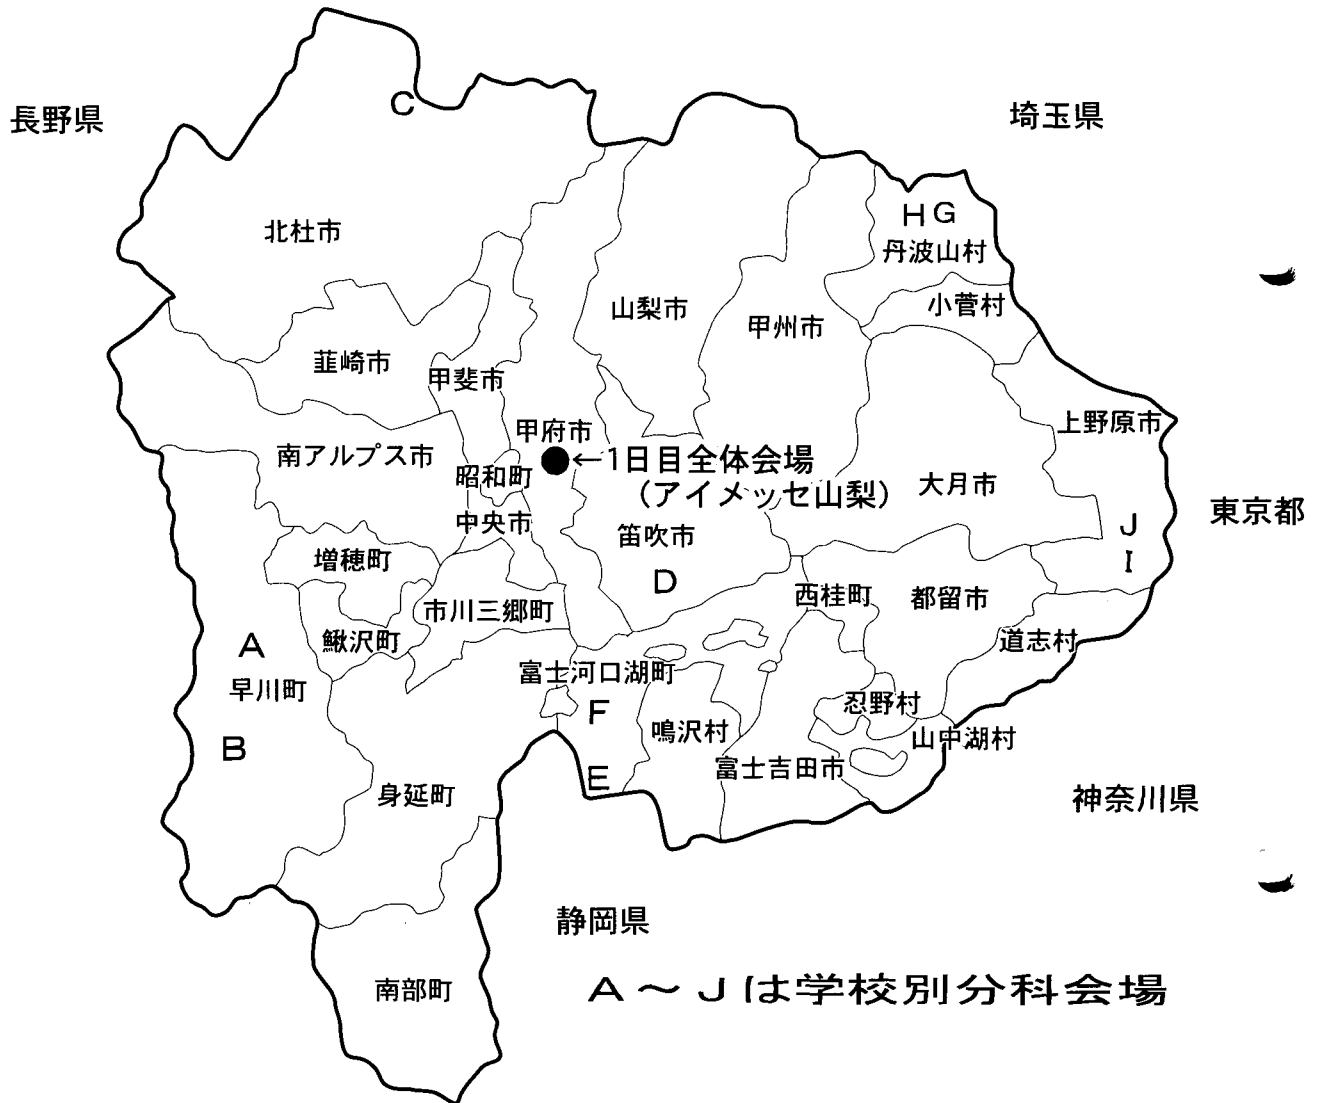 C
長野県
埼玉県
H G
北杜市
丹波山村
小菅村
山梨市
甲州市
韮崎市
甲斐市
上野原市
甲府市
南アルプス市
←1日目全体会場
(アイメッセ山梨)
昭和町
大月市
東京都
中央市
J
笛吹市
増穂町
I
D
西桂町
都留市
市川三郷町
鰍沢町
道志村
A
富士河口湖町
早川町
忍野村
F
鳴沢村
山中湖村
B
富士吉田市
E
身延町
神奈川県
静岡県
南部町
A～Jは学校別分科会場